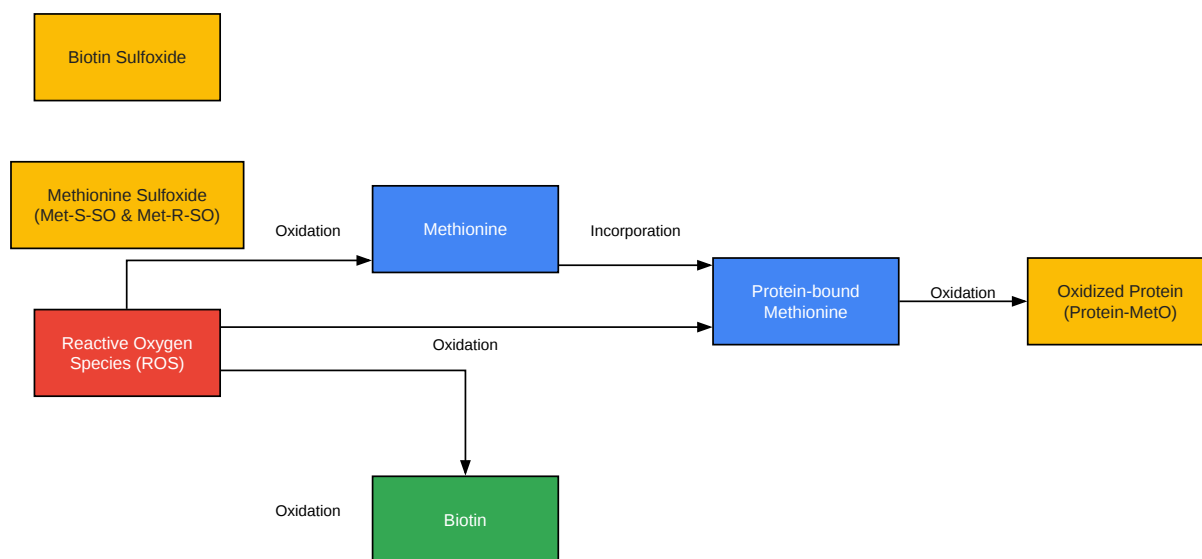 Biotin Sulfoxide
Methionine Sulfoxide
(Met-S-SO & Met-R-SO)
Oxidation
Methionine
Incorporation
Protein-bound
Methionine
Oxidation
Oxidized Protein
(Protein-MetO)
Reactive Oxygen
Species (ROS)
Oxidation
Oxidation
Biotin